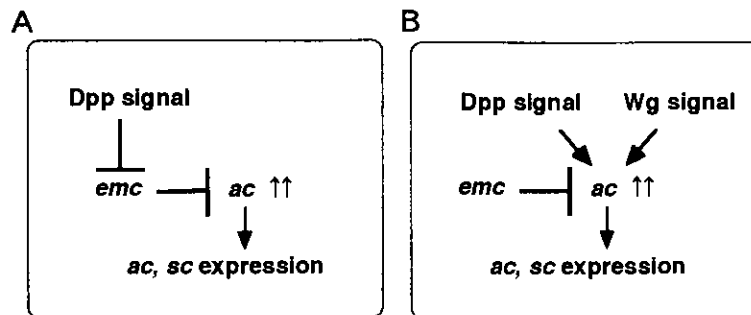 A
Dpp signal
emc
ac ↑↑
ac, sc expression
B
Dpp signal
Wg signal
emc
ac ↑↑
ac, sc expression